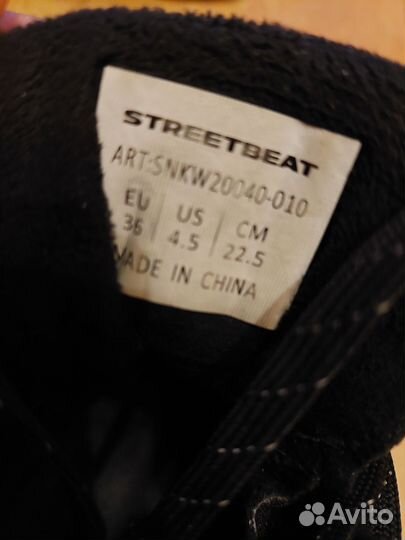 STREETBEAT
ART:SNKW20040-010
EU US CM
36 4.5 22.5
MADE IN CHINA
Avito